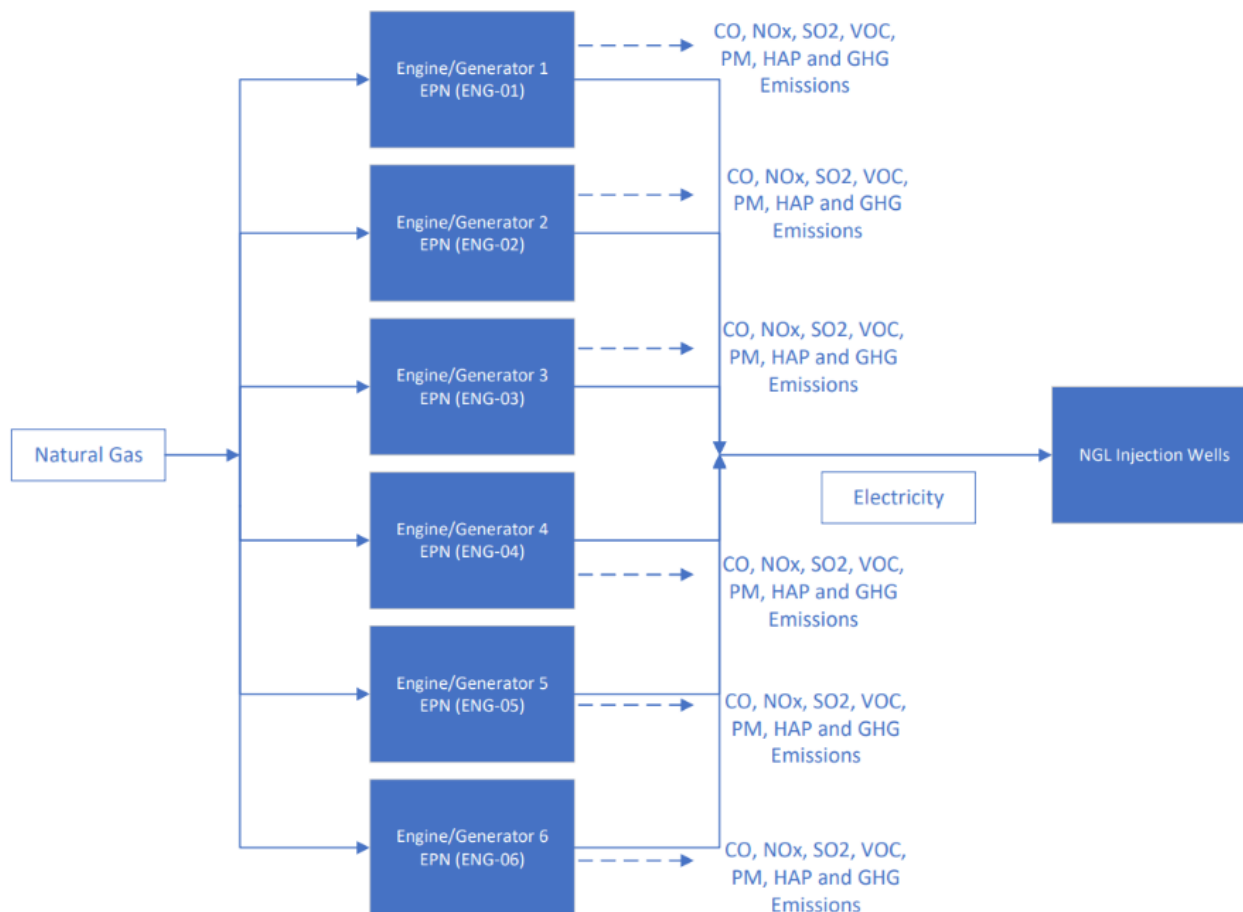 Engine/Generator 1
EPN (ENG-01)
CO, NOx, SO2, VOC,
PM, HAP and GHG
Emissions
Engine/Generator 2
EPN (ENG-02)
CO, NOx, SO2, VOC,
PM, HAP and GHG
Emissions
Engine/Generator 3
EPN (ENG-03)
CO, NOx, SO2, VOC,
PM, HAP and GHG
Emissions
Natural Gas
NGL Injection Wells
Electricity
Engine/Generator 4
EPN (ENG-04)
CO, NOx, SO2, VOC,
PM, HAP and GHG
Emissions
Engine/Generator 5
EPN (ENG-05)
CO, NOx, SO2, VOC,
PM, HAP and GHG
Emissions
Engine/Generator 6
EPN (ENG-06)
CO, NOx, SO2, VOC,
PM, HAP and GHG
Emissions